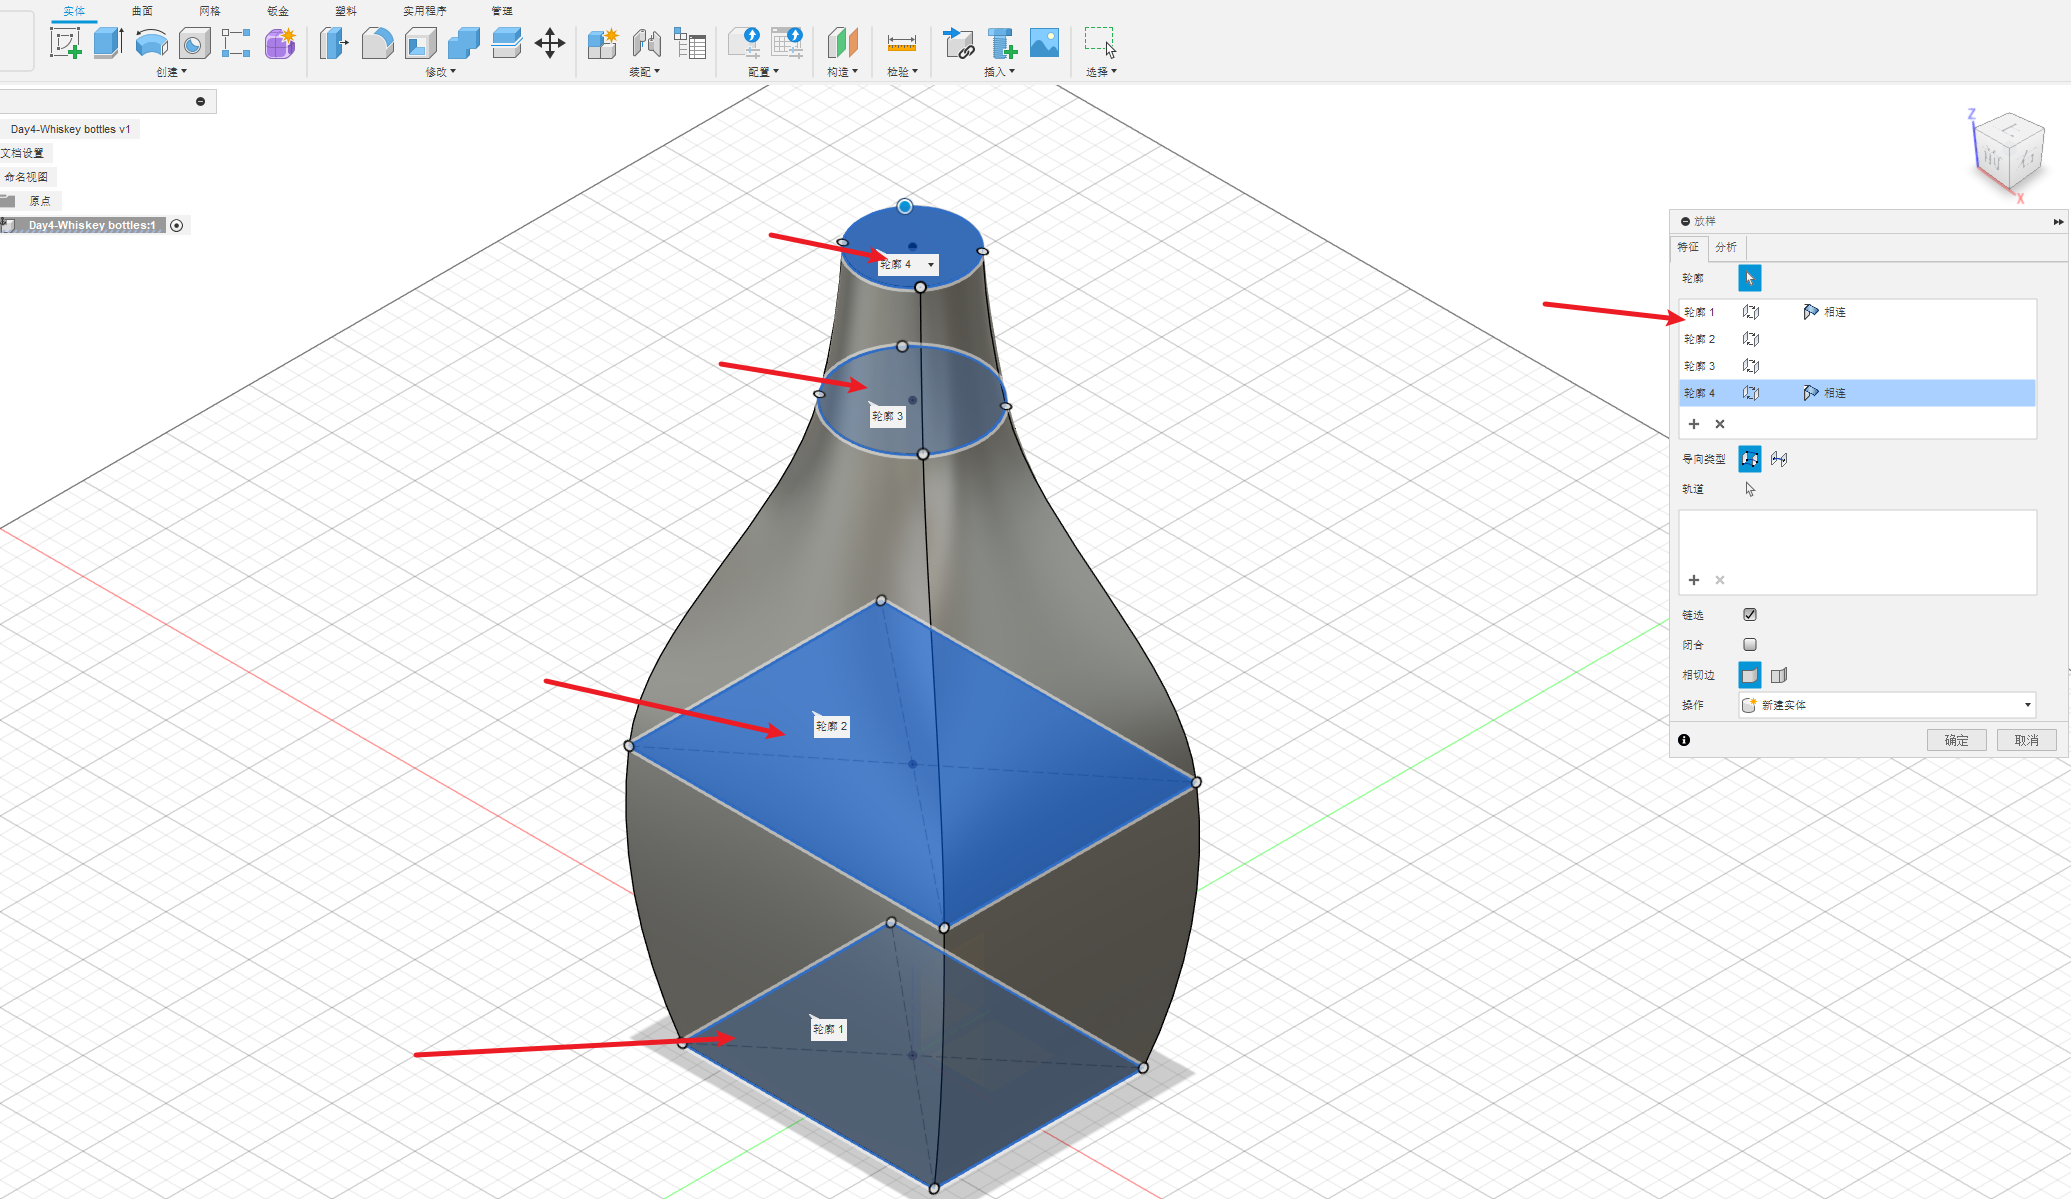 实体 曲面 网格 钣金 塑料 实用程序 管理
创建 修改 装配 配置 构造 检验 插入 选择
Day4-Whiskey bottles v1
文档设置
命名视图
原点
Day4-Whiskey bottles:1
轮廓 4
轮廓 3
轮廓 2
轮廓 1
Z
前 右
X
放样
特征 分析
轮廓
轮廓 1 相连
轮廓 2
轮廓 3
轮廓 4 相连
导向类型
轨道
链选
闭合
相切边
操作 新建实体
确定 取消